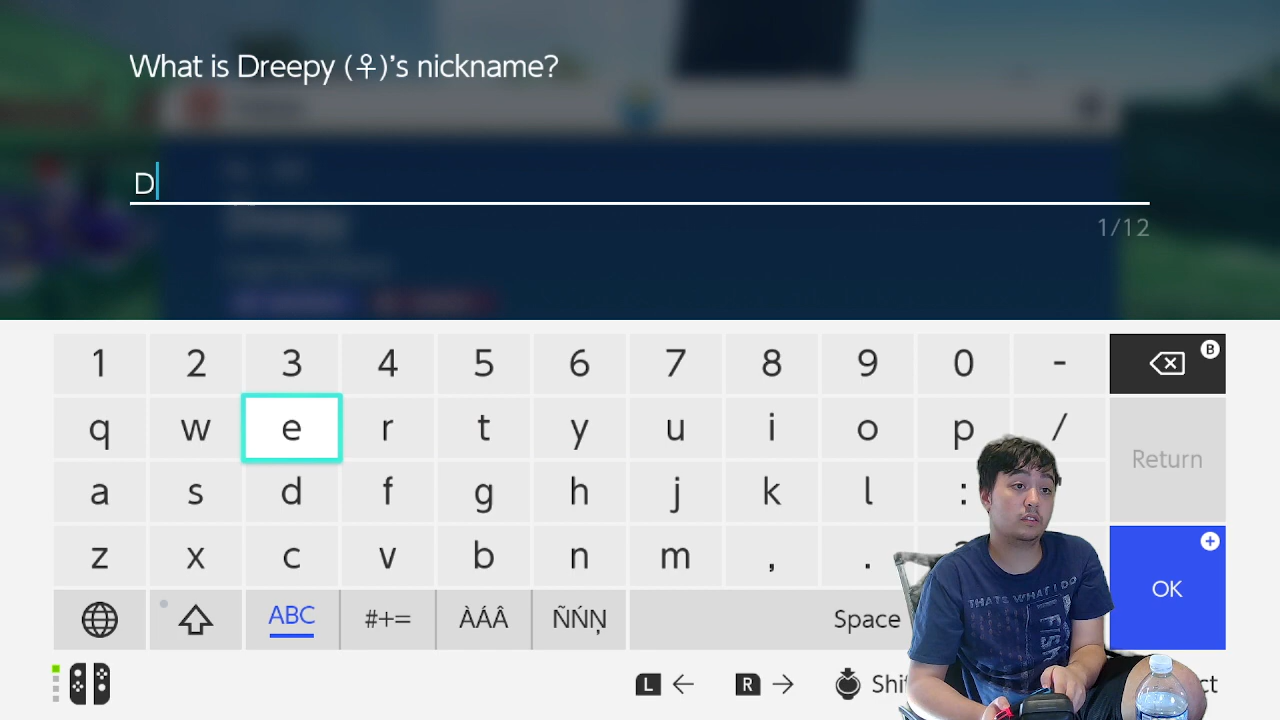 What is Dreepy (♀)'s nickname?
D
1/12
1 2 3 4 5 6 7 8 9 0 -
B
q w e r t y u i o p /
Return
a s d f g h j k l :
z x c v b n m , .
+
OK
ABC #+= ÀÁÂ ÑŃŅ Space
L ← R →
THATS WHAT I DO
I FISH